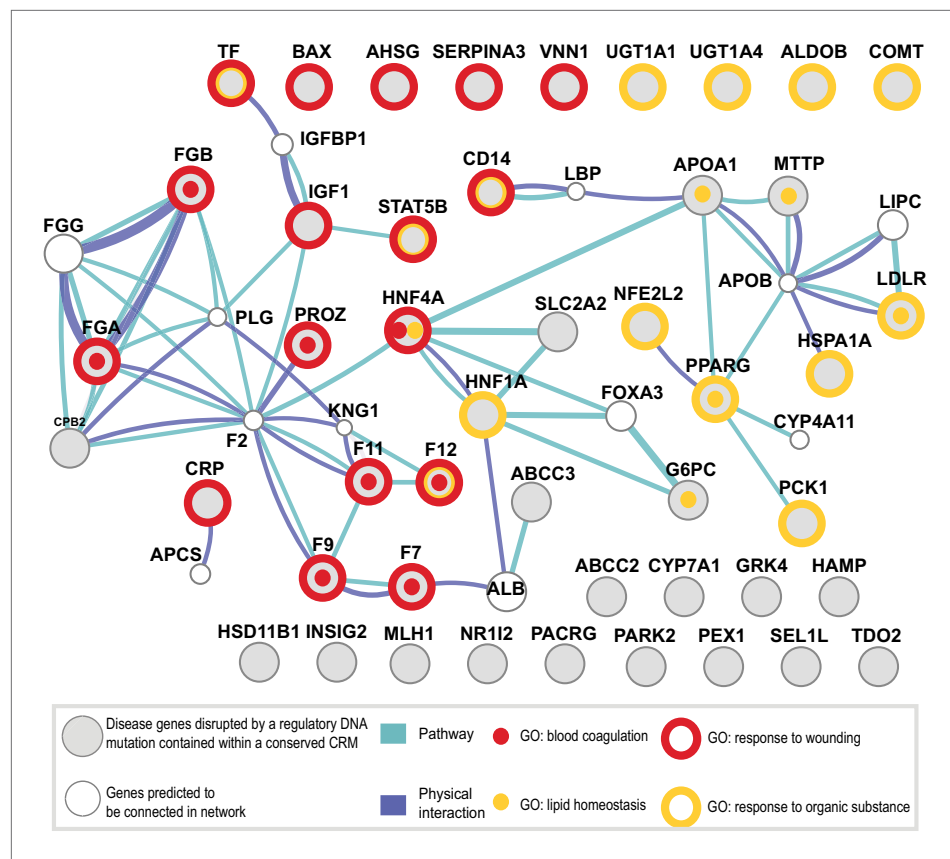 TF BAX AHSG SERPINA3 VNN1 UGT1A1 UGT1A4 ALDOB COMT
IGFBP1
FGB CD14 LBP APOA1 MTTP
IGF1
STAT5B LIPC
FGG
APOB
PLG HNF4A SLC2A2 NFE2L2 LDLR
PROZ
FGA HSPA1A
PPARG
HNF1A
FOXA3
CPB2 KNG1 CYP4A11
F2
F11 F12 G6PC
CRP ABCC3 PCK1
APCS F9 F7
ALB ABCC2 CYP7A1 GRK4 HAMP
HSD11B1 INSIG2 MLH1 NR1I2 PACRG PARK2 PEX1 SEL1L TDO2
Disease genes disrupted by a regulatory DNA
mutation contained within a conserved CRM
Pathway
GO: blood coagulation
GO: response to wounding
Genes predicted to
be connected in network
Physical
interaction
GO: lipid homeostasis
GO: response to organic substance